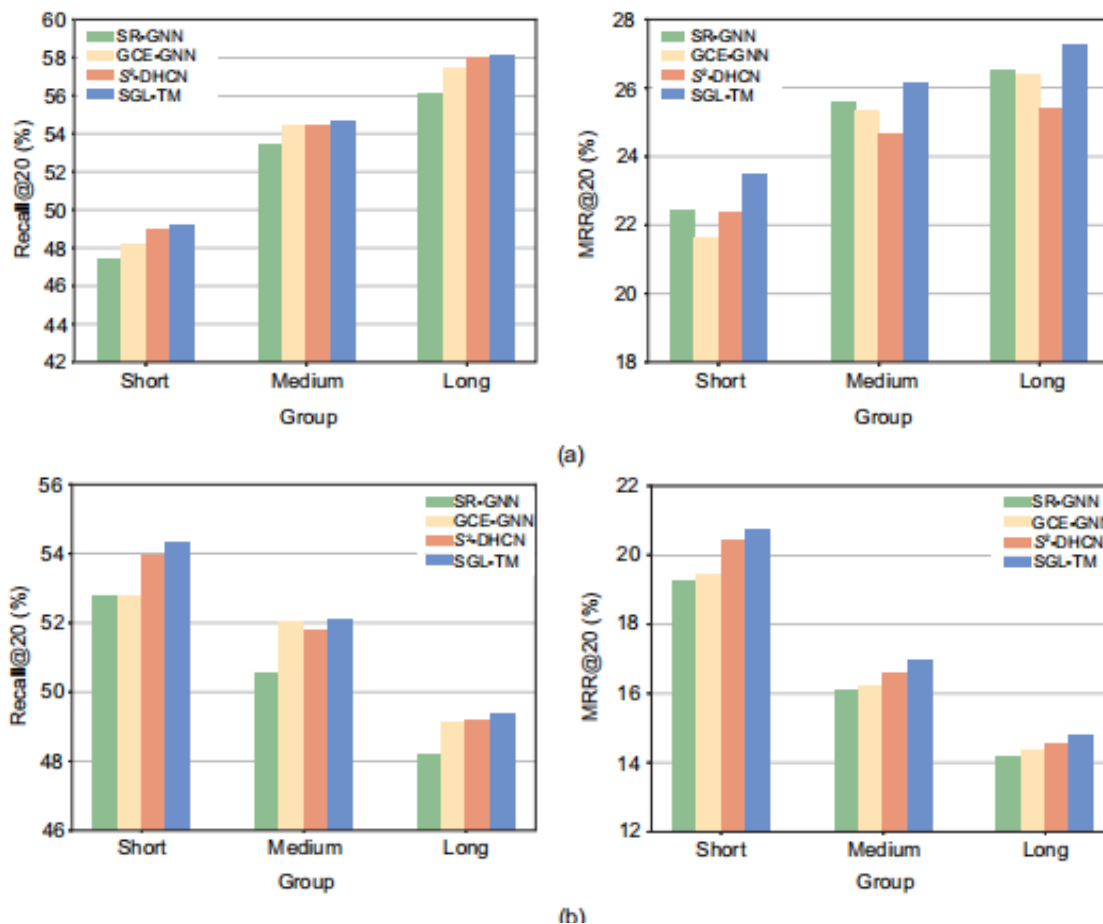 60
58
56
54
52
50
48
46
44
42
Recall@20 (%)
SR-GNN
GCE-GNN
S²-DHCN
SGL-TM
Short Medium Long
Group
28
26
24
22
20
18
MRR@20 (%)
SR-GNN
GCE-GNN
S²-DHCN
SGL-TM
Short Medium Long
Group
(a)
56
54
52
50
48
46
Recall@20 (%)
SR-GNN
GCE-GNN
S²-DHCN
SGL-TM
Short Medium Long
Group
22
20
18
16
14
12
MRR@20 (%)
SR-GNN
GCE-GNN
S²-DHCN
SGL-TM
Short Medium Long
Group
(b)